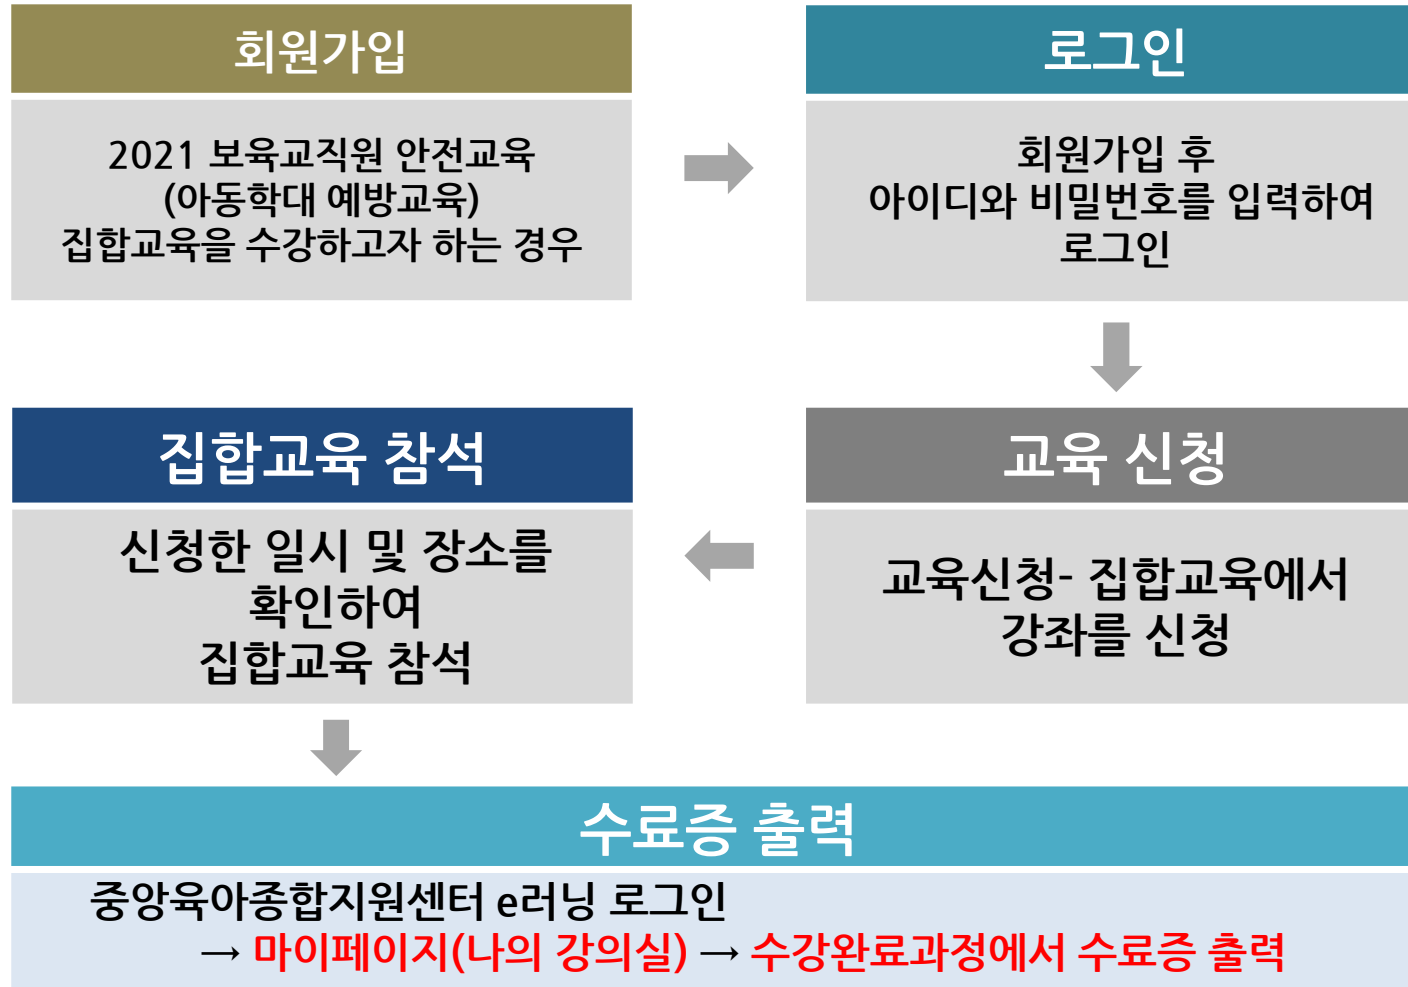 회원가입
2021 보육교직원 안전교육
(아동학대 예방교육)
집합교육을 수강하고자 하는 경우
로그인
회원가입 후
아이디와 비밀번호를 입력하여
로그인
교육 신청
교육신청- 집합교육에서
강좌를 신청
집합교육 참석
신청한 일시 및 장소를
확인하여
집합교육 참석
수료증 출력
중앙육아종합지원센터 e러닝 로그인
→ 마이페이지(나의 강의실) → 수강완료과정에서 수료증 출력